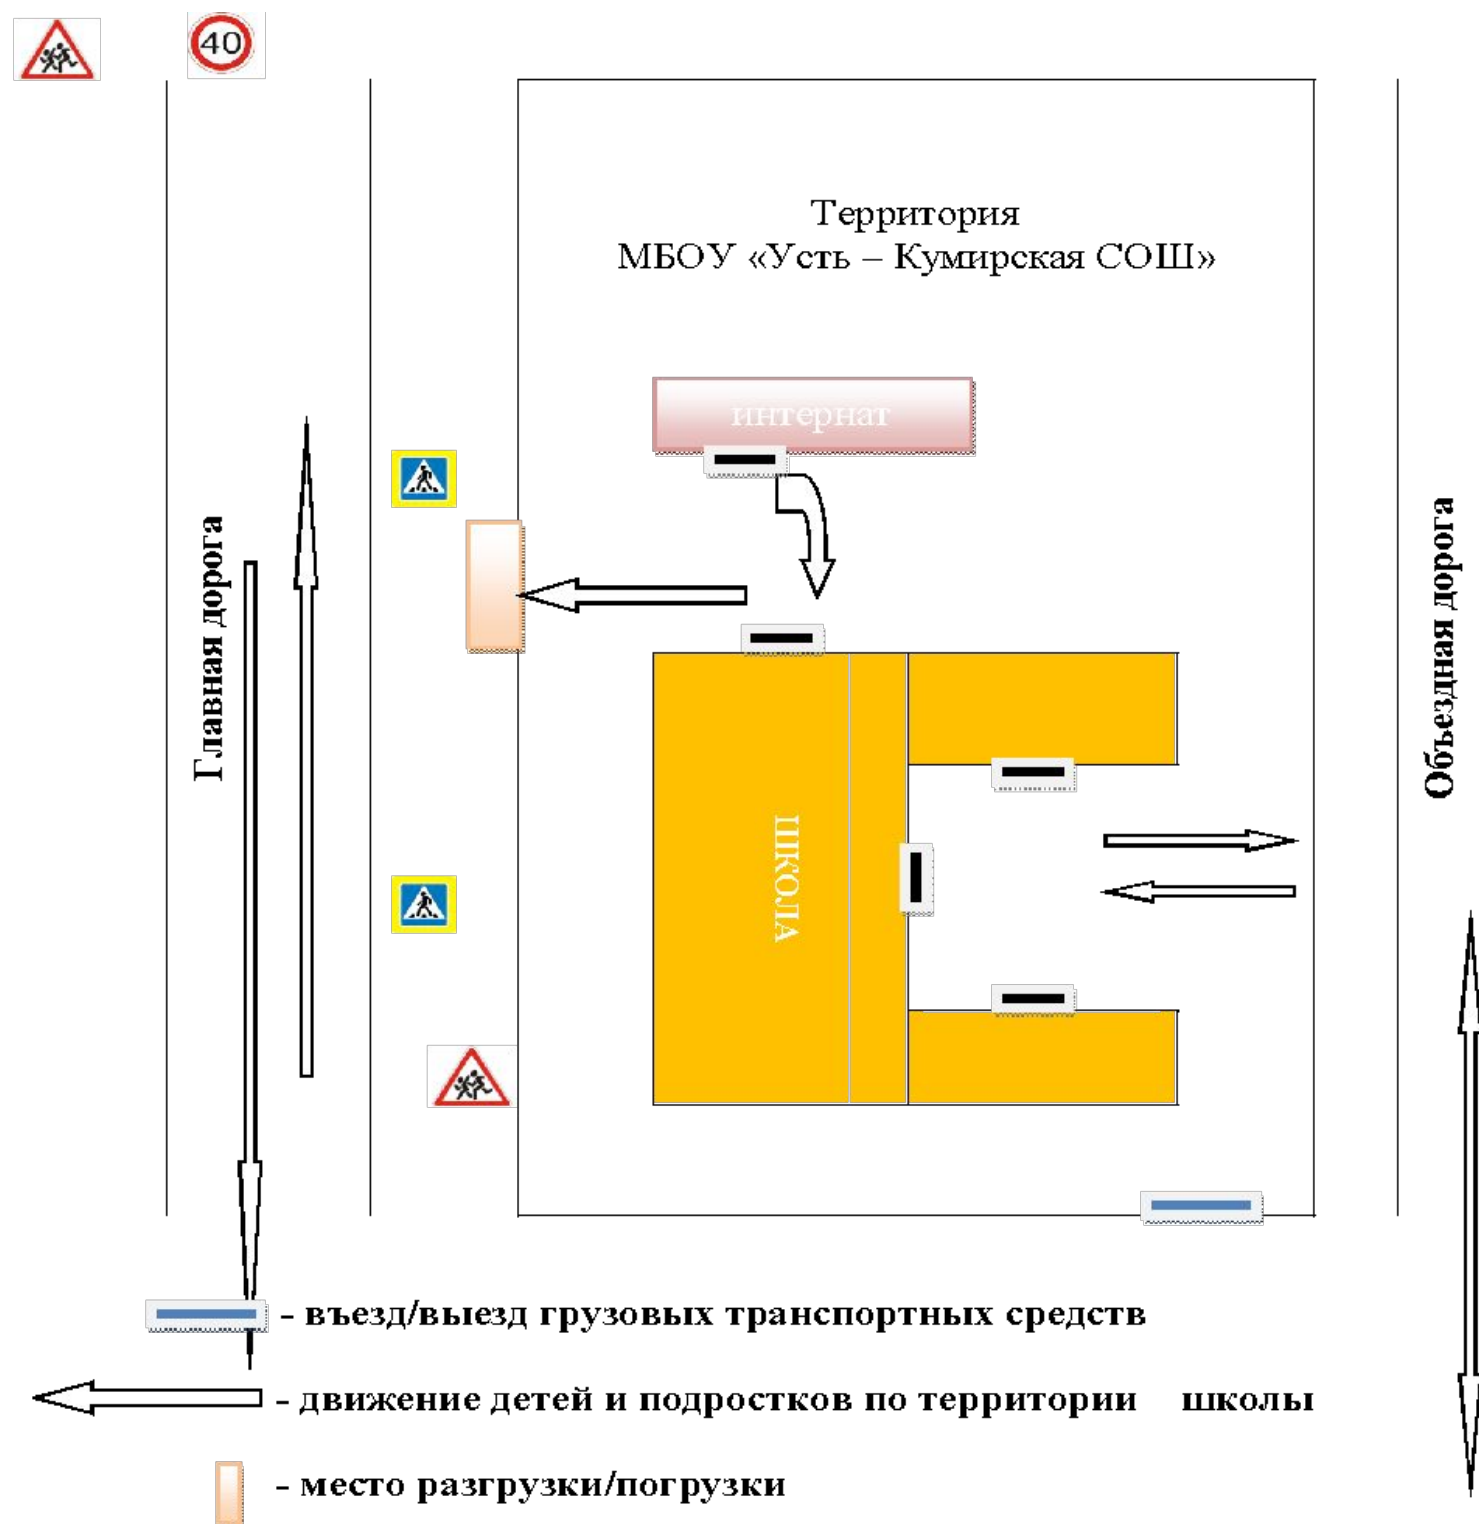 40
Территория
МБОУ «Усть – Кумирская СОШ»
интернат
Главная дорога
Объездная дорога
ШКОЛА
- въезд/выезд грузовых транспортных средств
- движение детей и подростков по территории школы
- место разгрузки/погрузки